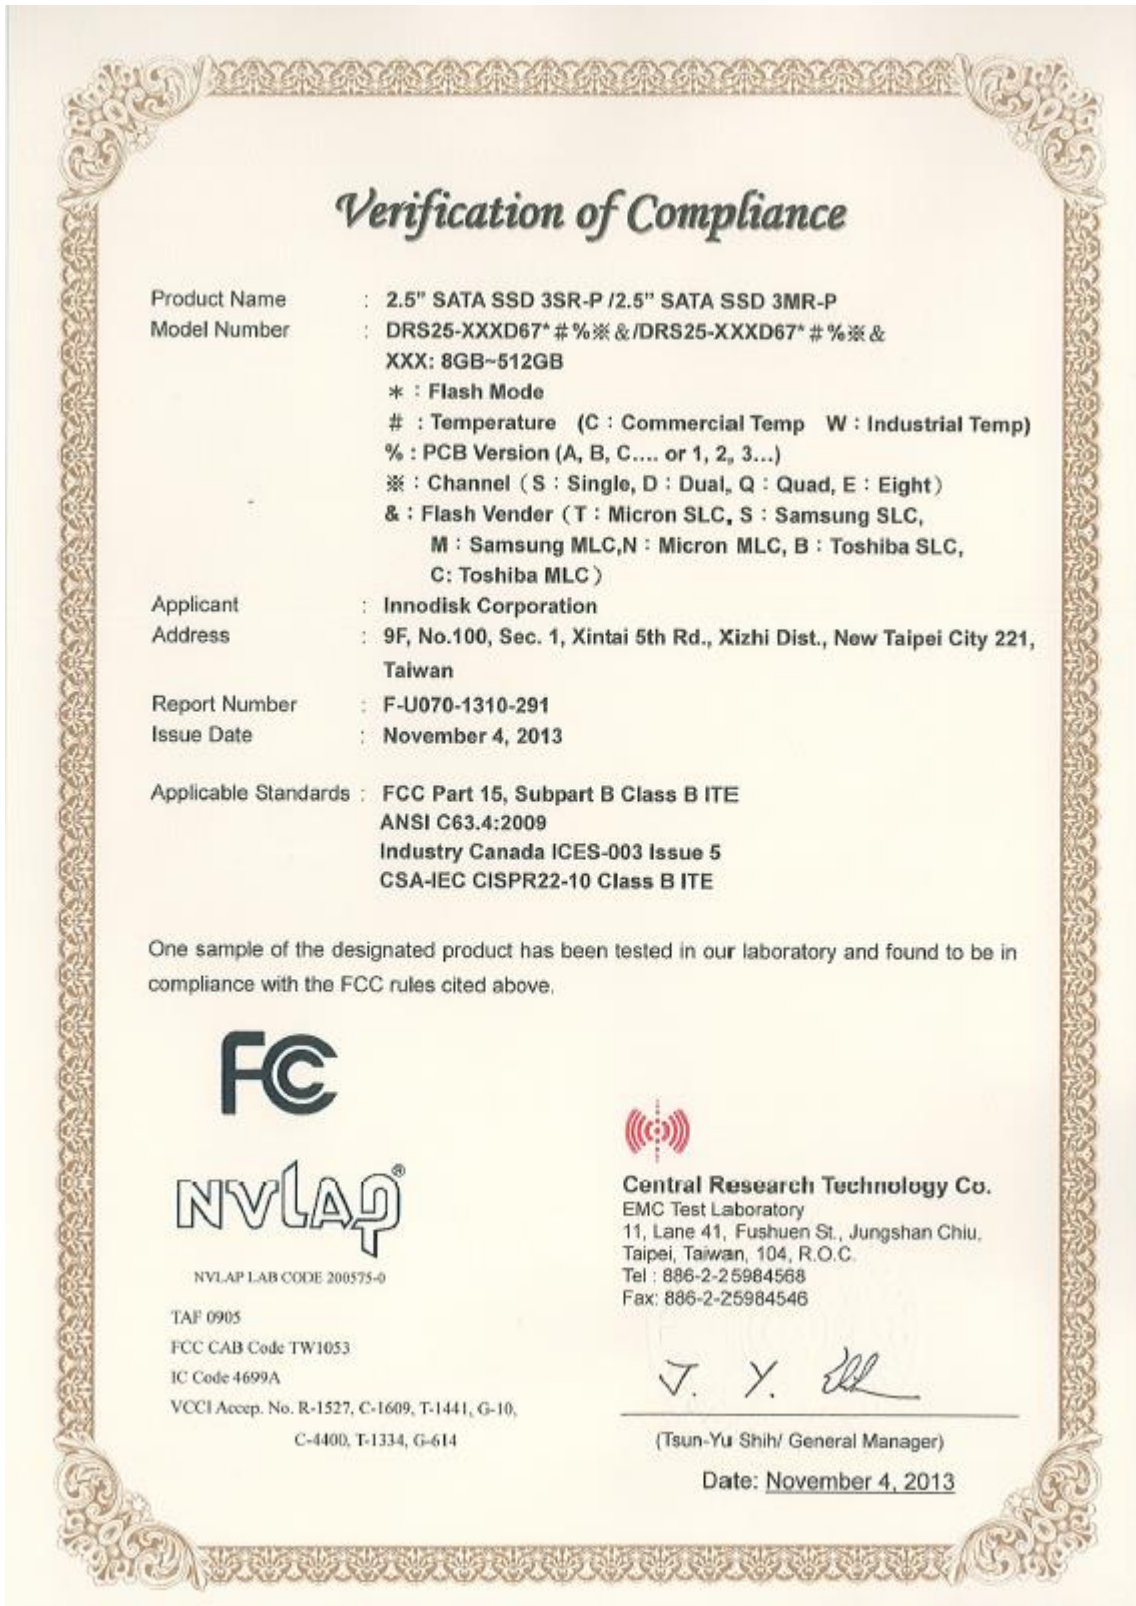 Verification of Compliance
Product Name : 2.5" SATA SSD 3SR-P /2.5" SATA SSD 3MR-P
Model Number : DRS25-XXXD67*#%※&/DRS25-XXXD67*#%※&
XXX: 8GB~512GB
* : Flash Mode
# : Temperature (C : Commercial Temp W : Industrial Temp)
% : PCB Version (A, B, C.... or 1, 2, 3...)
※ : Channel ( S : Single, D : Dual, Q : Quad, E : Eight )
& : Flash Vender ( T : Micron SLC, S : Samsung SLC,
M : Samsung MLC,N : Micron MLC, B : Toshiba SLC,
C: Toshiba MLC )
Applicant : Innodisk Corporation
Address : 9F, No.100, Sec. 1, Xintai 5th Rd., Xizhi Dist., New Taipei City 221,
Taiwan
Report Number : F-U070-1310-291
Issue Date : November 4, 2013
Applicable Standards : FCC Part 15, Subpart B Class B ITE
ANSI C63.4:2009
Industry Canada ICES-003 Issue 5
CSA-IEC CISPR22-10 Class B ITE
One sample of the designated product has been tested in our laboratory and found to be in
compliance with the FCC rules cited above.
FC
NVLAP®
NVLAP LAB CODE 200575-0
TAF 0905
FCC CAB Code TW1053
IC Code 4699A
VCCI Accep. No. R-1527, C-1609, T-1441, G-10,
C-4400, T-1334, G-614
Central Research Technology Co.
EMC Test Laboratory
11, Lane 41, Fushuen St., Jungshan Chiu,
Taipei, Taiwan, 104, R.O.C.
Tel : 886-2-25984568
Fax: 886-2-25984546
J. Y.
(Tsun-Yu Shih/ General Manager)
Date: November 4, 2013